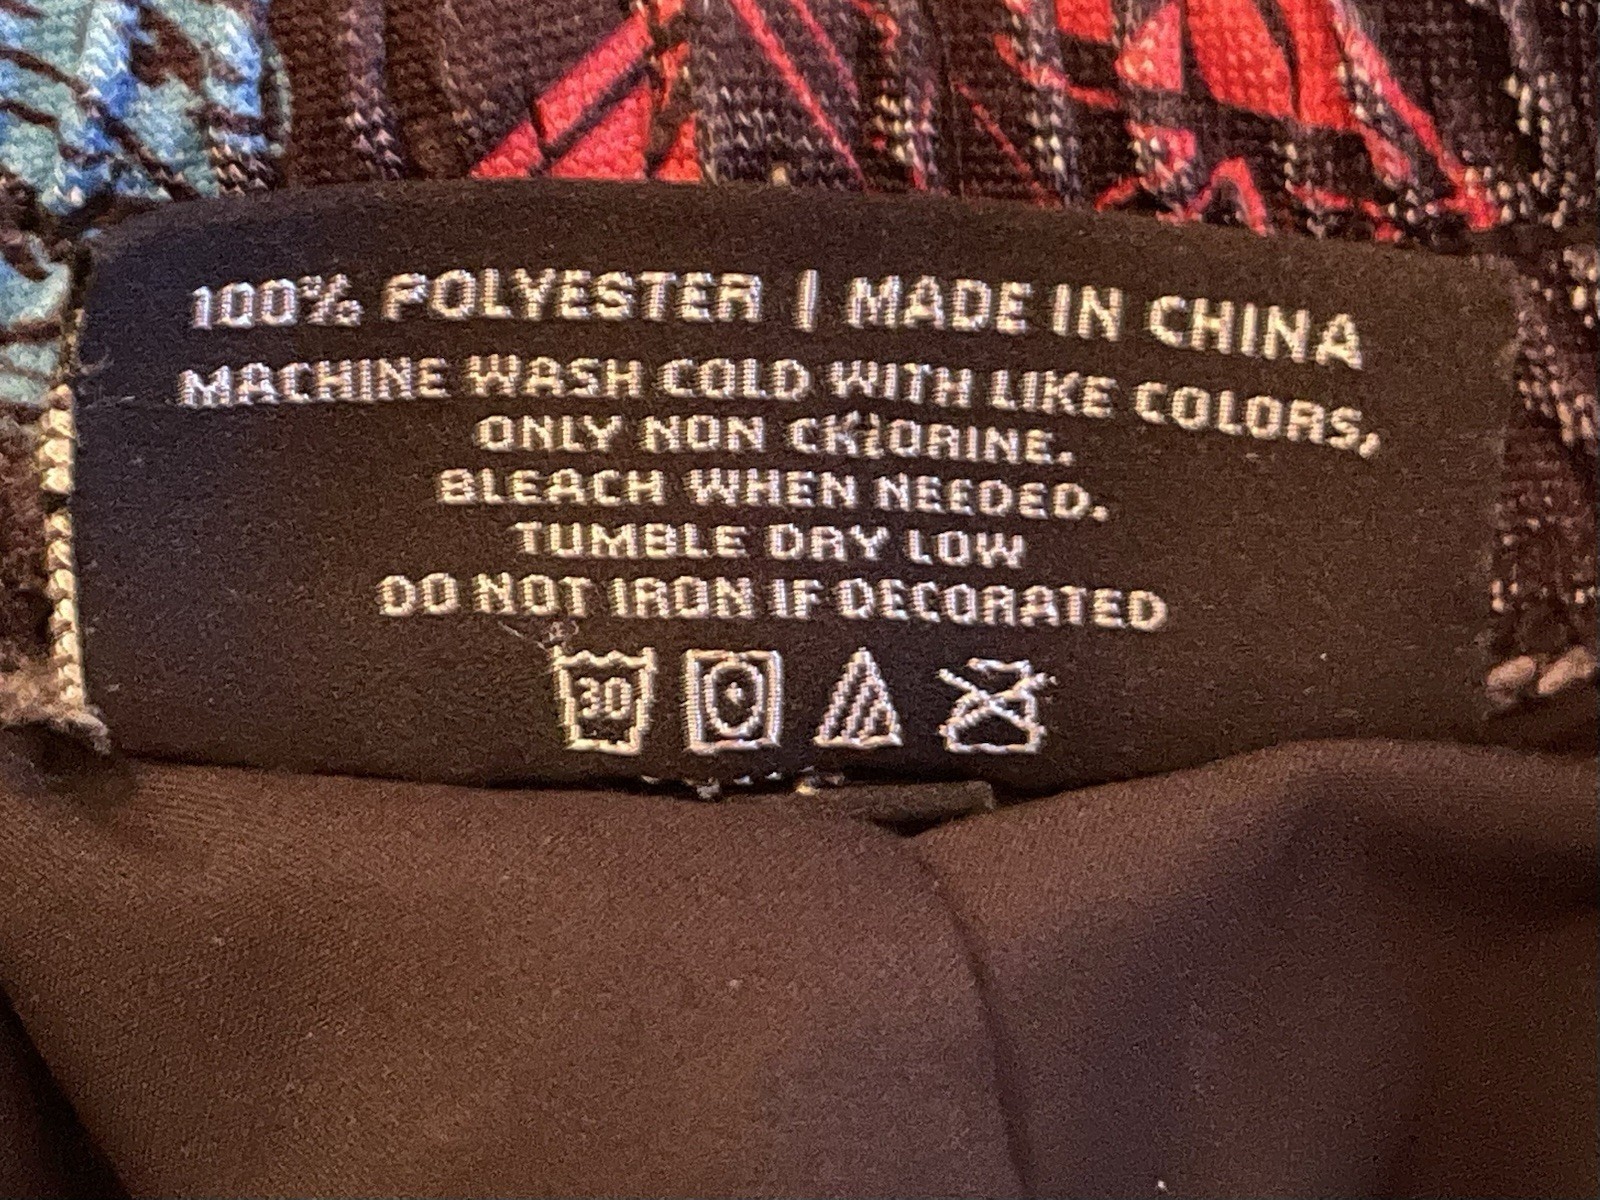 100% POLYESTER | MADE IN CHINA
MACHINE WASH COLD WITH LIKE COLORS,
ONLY NON CHLORINE.
BLEACH WHEN NEEDED.
TUMBLE DRY LOW
DO NOT IRON IF DECORATED
30